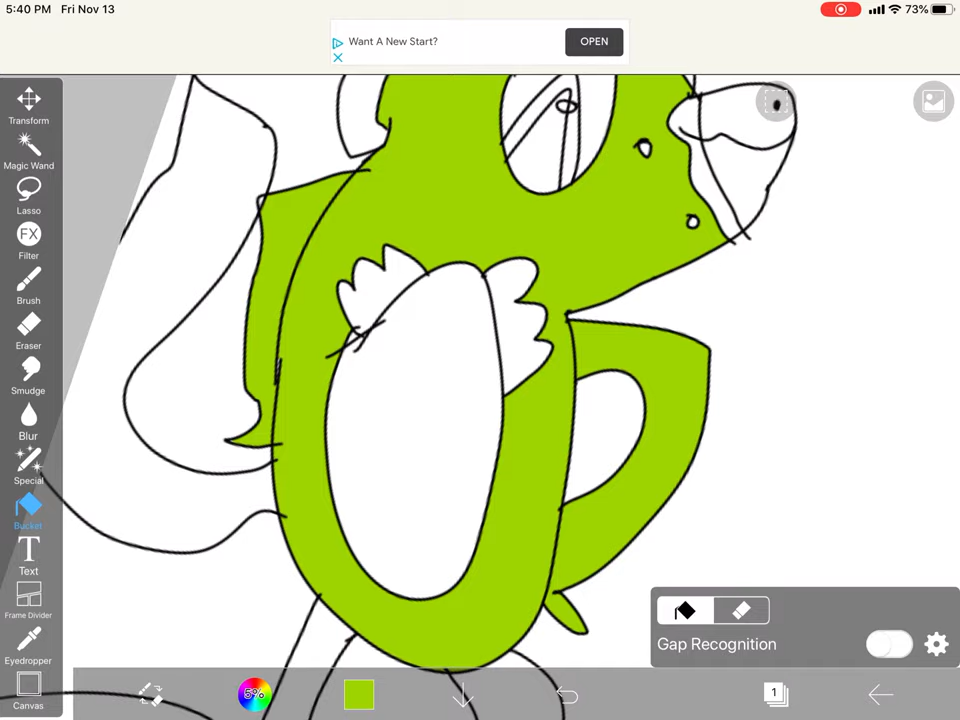 5:40 PM Fri Nov 13
73%
Want A New Start?
OPEN
Transform
Magic Wand
Lasso
FX
Filter
Brush
Eraser
Smudge
Blur
Special
Bucket
T
Text
Frame Divider
Eyedropper
Canvas
Gap Recognition
5%
1